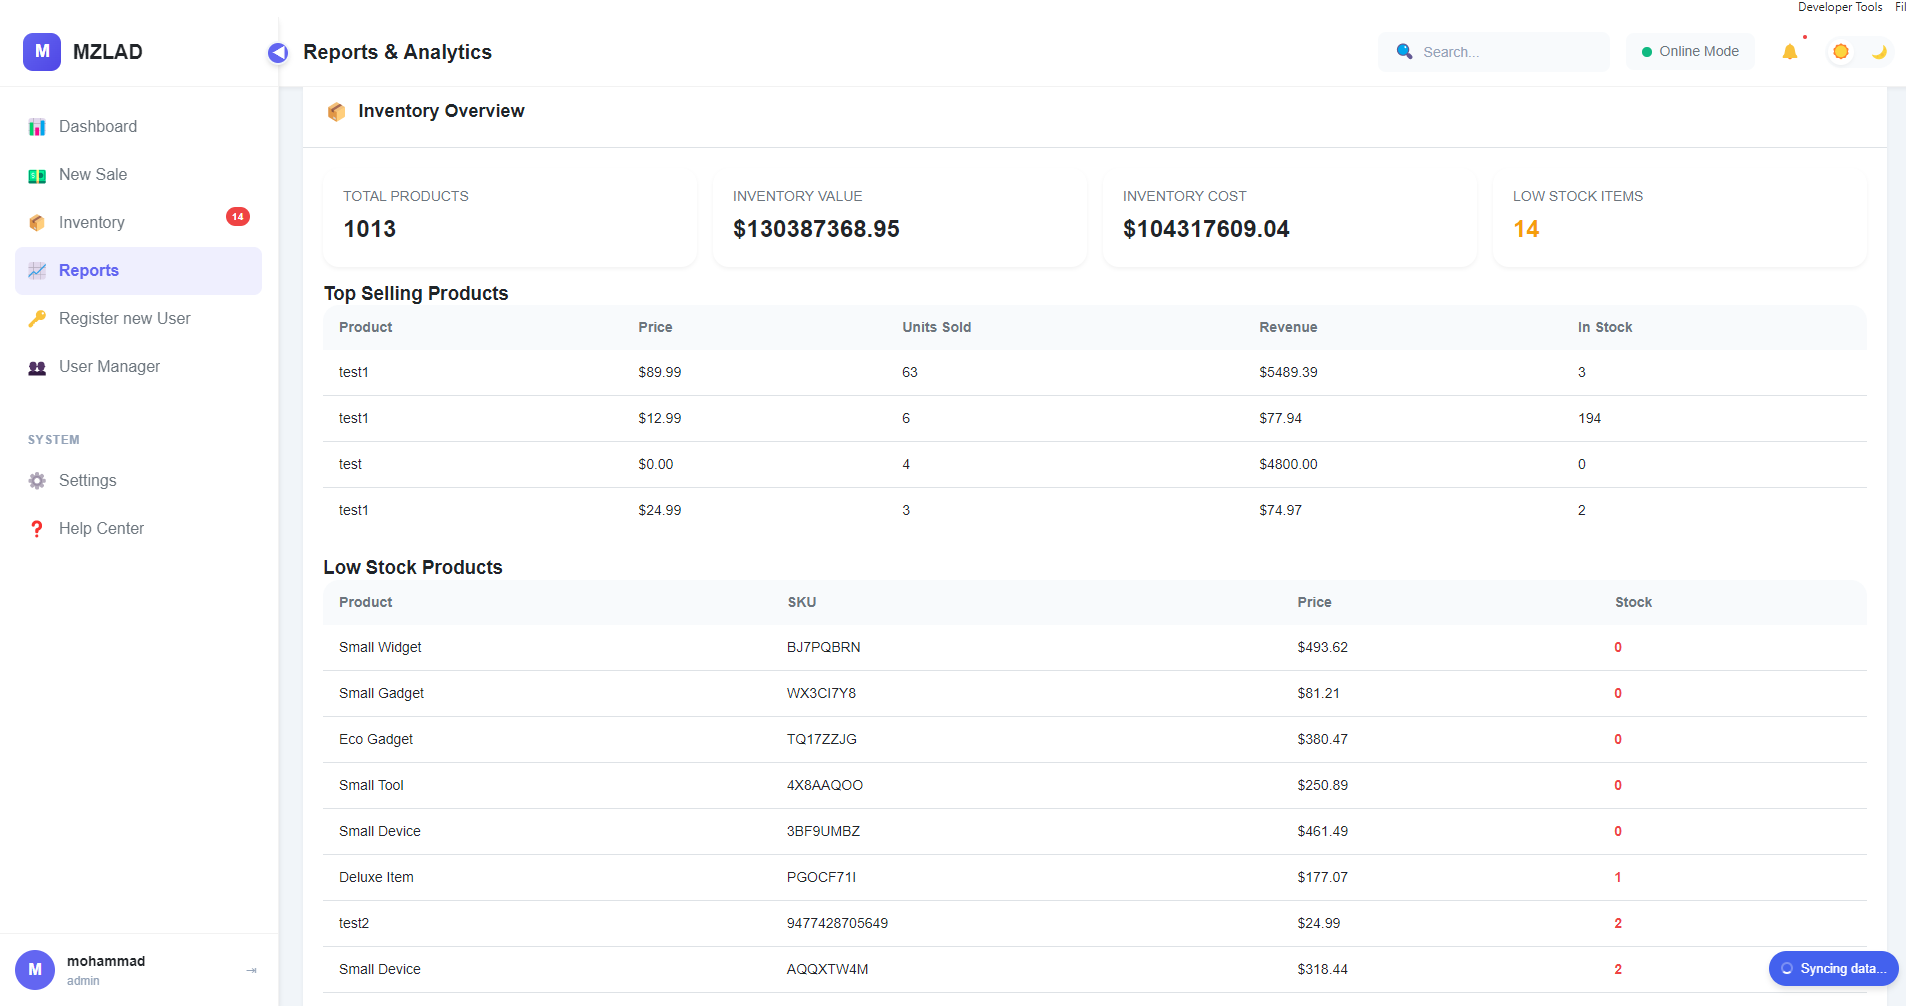 Developer Tools Fil
M MZLAD
Reports & Analytics
Search...
Online Mode
Dashboard
New Sale
Inventory 14
Reports
Register new User
User Manager
SYSTEM
Settings
Help Center
M mohammad
admin
Inventory Overview
TOTAL PRODUCTS
1013
INVENTORY VALUE
$130387368.95
INVENTORY COST
$104317609.04
LOW STOCK ITEMS
14
Top Selling Products
Product Price Units Sold Revenue In Stock
test1 $89.99 63 $5489.39 3
test1 $12.99 6 $77.94 194
test $0.00 4 $4800.00 0
test1 $24.99 3 $74.97 2
Low Stock Products
Product SKU Price Stock
Small Widget BJ7PQBRN $493.62 0
Small Gadget WX3CI7Y8 $81.21 0
Eco Gadget TQ17ZZJG $380.47 0
Small Tool 4X8AAQOO $250.89 0
Small Device 3BF9UMBZ $461.49 0
Deluxe Item PGOCF71I $177.07 1
test2 9477428705649 $24.99 2
Small Device AQQXTW4M $318.44 2
Syncing data...